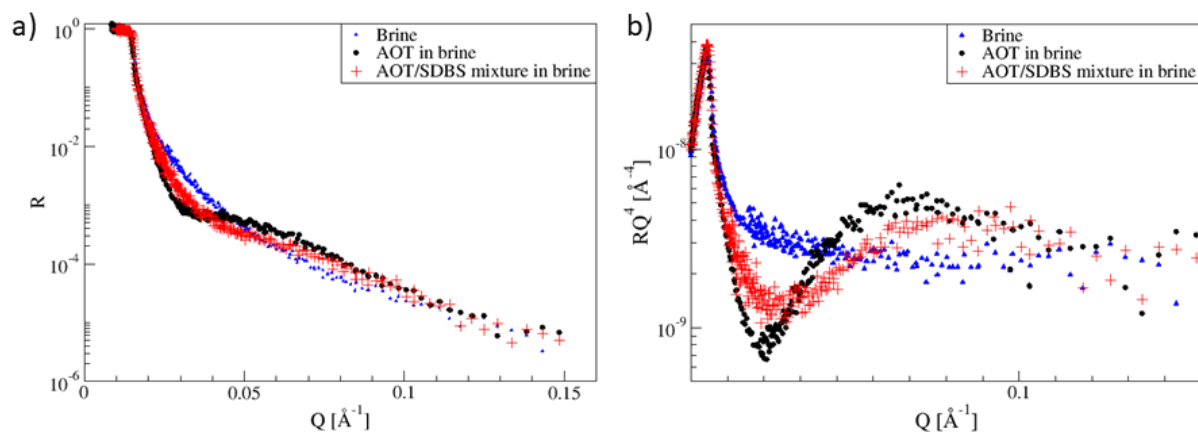 a)
10⁰
10⁻²
10⁻⁴
10⁻⁶
R
0
0.05
0.1
0.15
Q [Å⁻¹]
Brine
AOT in brine
AOT/SDBS mixture in brine
b)
10⁻⁸
10⁻⁹
RQ⁴ [Å⁻⁴]
0.1
Q [Å⁻¹]
Brine
AOT in brine
AOT/SDBS mixture in brine